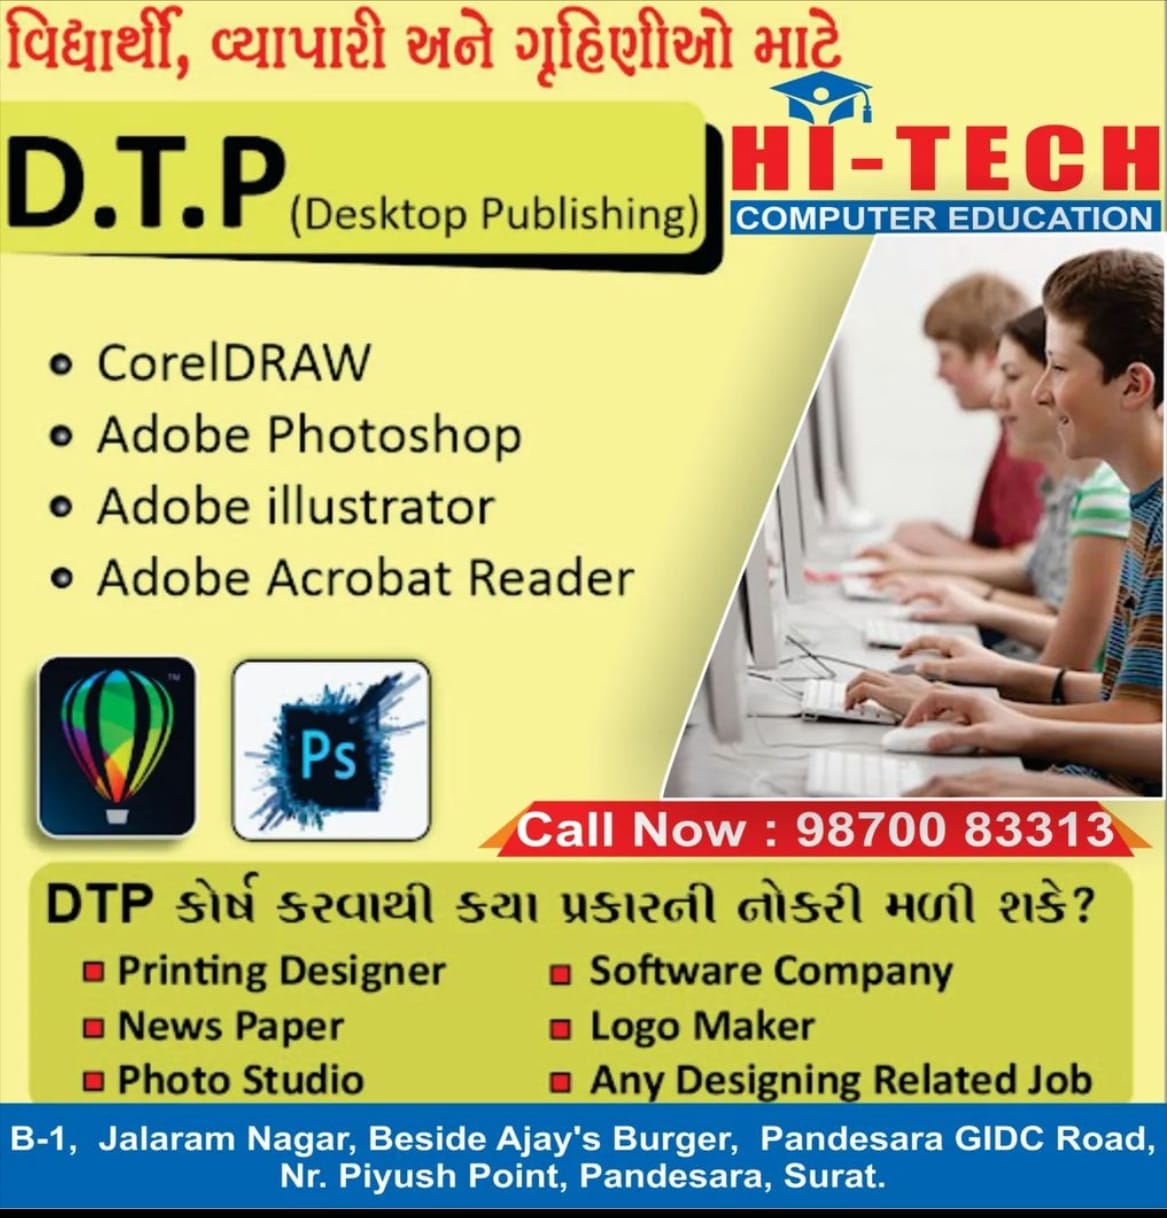 વિદ્યાર્થી, વ્યાપારી અને ગૃહિણીઓ માટે
D.T.P (Desktop Publishing)
HI-TECH
COMPUTER EDUCATION
• CorelDRAW
• Adobe Photoshop
• Adobe illustrator
• Adobe Acrobat Reader
TM
Ps
Call Now : 98700 83313
DTP કોર્ષ કરવાથી કયા પ્રકારની નોકરી મળી શકે?
Printing Designer
News Paper
Photo Studio
Software Company
Logo Maker
Any Designing Related Job
B-1, Jalaram Nagar, Beside Ajay's Burger, Pandesara GIDC Road,
Nr. Piyush Point, Pandesara, Surat.